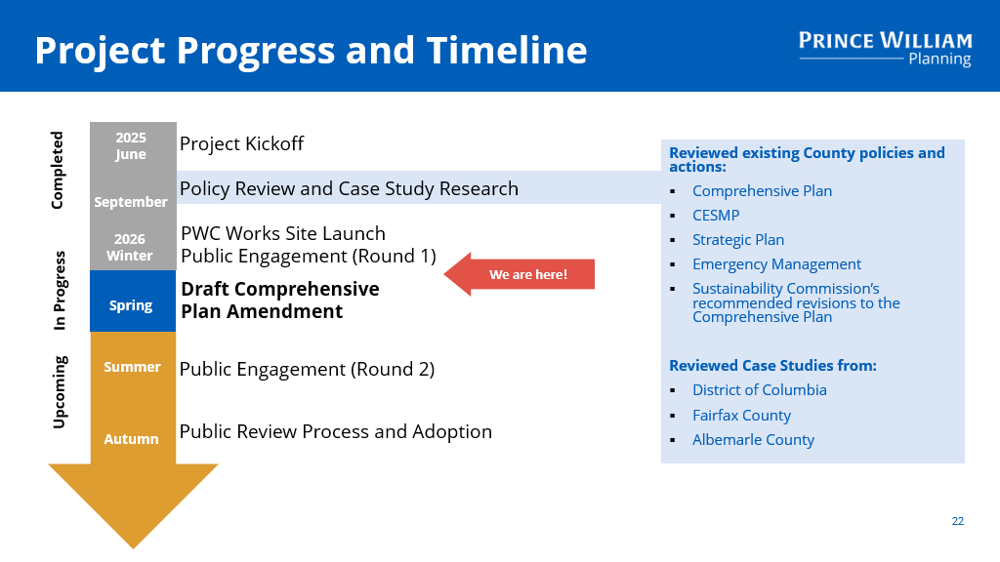 Project Progress and Timeline
PRINCE WILLIAM
Planning
Completed
In Progress
Upcoming
2025
June
Project Kickoff
September
Policy Review and Case Study Research
2026
Winter
PWC Works Site Launch
Public Engagement (Round 1)
We are here!
Spring
Draft Comprehensive
Plan Amendment
Summer
Public Engagement (Round 2)
Autumn
Public Review Process and Adoption
Reviewed existing County policies and
actions:
▪ Comprehensive Plan
▪ CESMP
▪ Strategic Plan
▪ Emergency Management
▪ Sustainability Commission’s
recommended revisions to the
Comprehensive Plan
Reviewed Case Studies from:
▪ District of Columbia
▪ Fairfax County
▪ Albemarle County
22